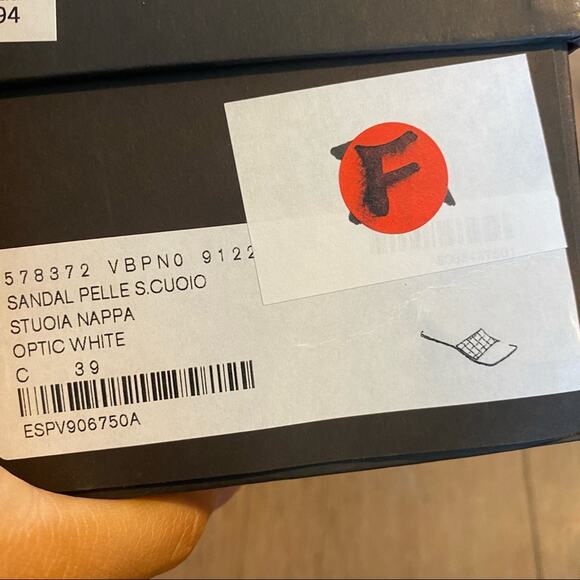 94
F
578372 VBPN0 9122
SANDAL PELLE S.CUOIO
STUOIA NAPPA
OPTIC WHITE
C 39
ESPV906750A